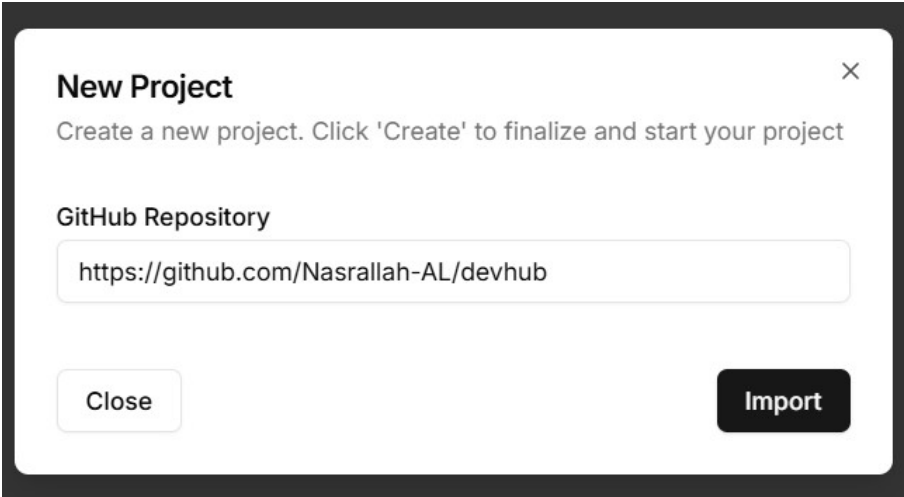 New Project
Create a new project. Click 'Create' to finalize and start your project
GitHub Repository
https://github.com/Nasrallah-AL/devhub
Close
Import